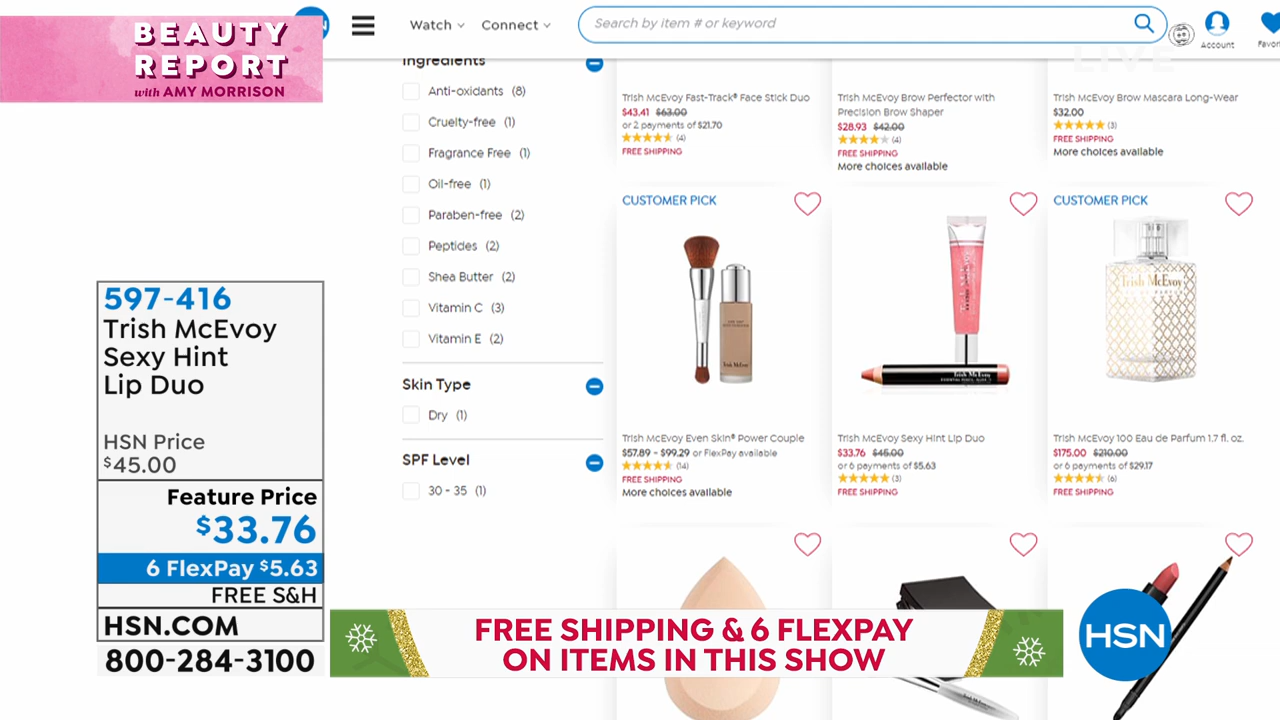 BEAUTY
REPORT
with AMY MORRISON
Watch
Connect
Search by item # or keyword
Account
LIVE
Ingredients
Anti-oxidants (8)
Cruelty-free (1)
Fragrance Free (1)
Oil-free (1)
Paraben-free (2)
Peptides (2)
Shea Butter (2)
Vitamin C (3)
Vitamin E (2)
Skin Type
Dry (1)
SPF Level
30 - 35 (1)
Trish McEvoy Fast-Track® Face Stick Duo
$43.41 $63.00
or 2 payments of $21.70
(4)
FREE SHIPPING
Trish McEvoy Brow Perfector with
Precision Brow Shaper
$28.93 $42.00
(4)
FREE SHIPPING
More choices available
Trish McEvoy Brow Mascara Long-Wear
$32.00
(3)
FREE SHIPPING
More choices available
CUSTOMER PICK
Trish McEvoy
Trish McEvoy Even Skin® Power Couple
$57.89 - $99.29 or FlexPay available
(14)
FREE SHIPPING
More choices available
Trish McEvoy
Trish McEvoy Sexy Hint Lip Duo
$33.76 $45.00
or 6 payments of $5.63
(3)
FREE SHIPPING
CUSTOMER PICK
Trish McEvoy
Trish McEvoy 100 Eau de Parfum 1.7 fl. oz.
$175.00 $210.00
or 6 payments of $29.17
(6)
FREE SHIPPING
597-416
Trish McEvoy
Sexy Hint
Lip Duo
HSN Price
$45.00
Feature Price
$33.76
6 FlexPay $5.63
FREE S&H
HSN.COM
800-284-3100
FREE SHIPPING & 6 FLEXPAY
ON ITEMS IN THIS SHOW
HSN